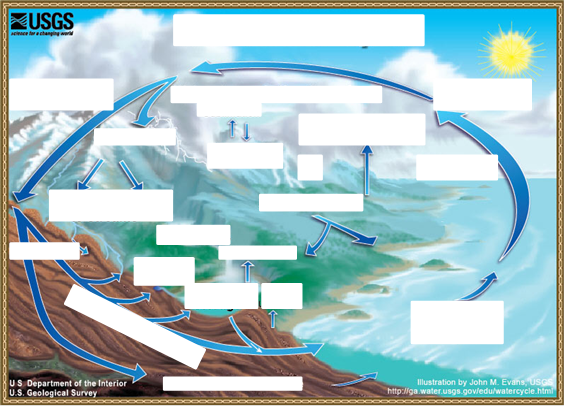 USGS
science for a changing world
U S Department of the Interior
U.S. Geological Survey
Illustration by John M. Evans, USGS
http://ga.water.usgs.gov/edu/watercycle.html